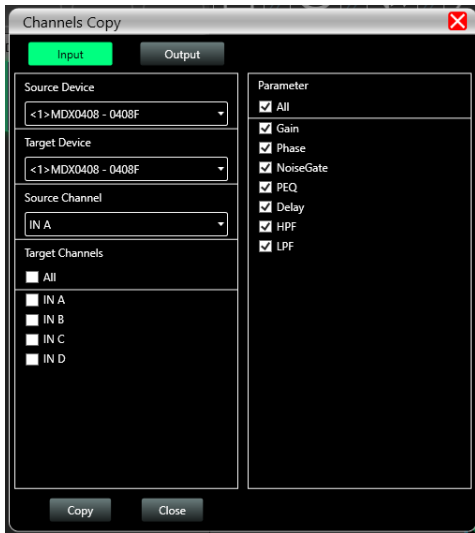 Channels Copy
Input
Output
Source Device
<1>MDX0408 - 0408F
Target Device
<1>MDX0408 - 0408F
Source Channel
IN A
Target Channels
All
IN A
IN B
IN C
IN D
Parameter
All
Gain
Phase
NoiseGate
PEQ
Delay
HPF
LPF
Copy
Close